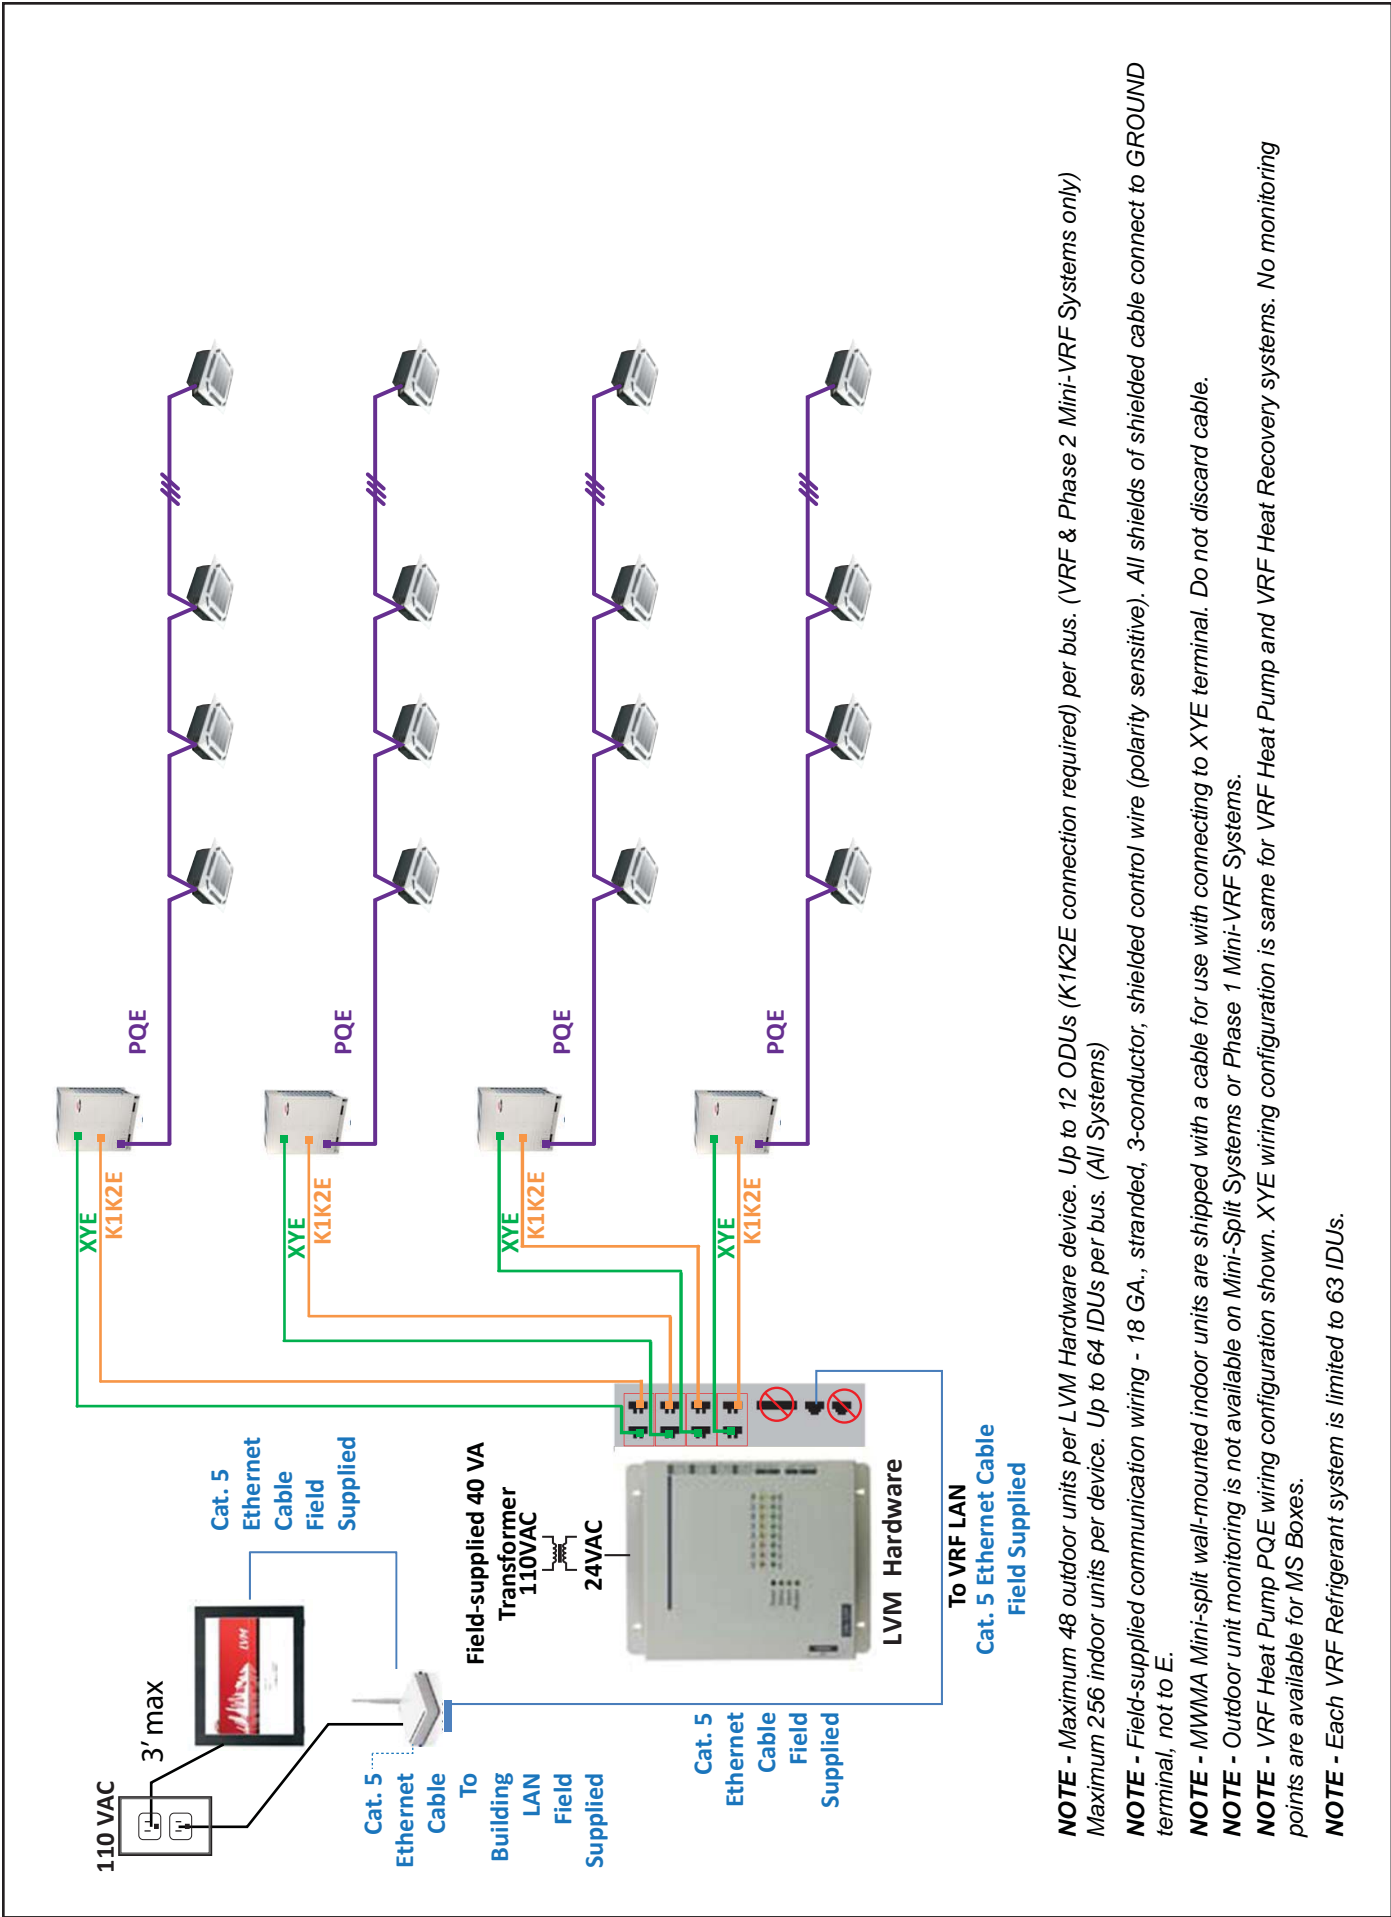 110 VAC
3’ max
LVM
Cat. 5
Ethernet
Cable
Field
Supplied
Cat. 5
Ethernet
Cable
To
Building
LAN
Field
Supplied
Field-supplied 40 VA
Transformer
110VAC
24VAC
Cat. 5
Ethernet
Cable
Field
Supplied
LVM Hardware
To VRF LAN
Cat. 5 Ethernet Cable
Field Supplied
XYE
K1K2E
PQE
XYE
K1K2E
PQE
XYE
K1K2E
PQE
XYE
K1K2E
PQE
NOTE - Maximum 48 outdoor units per LVM Hardware device. Up to 12 ODUs (K1K2E connection required) per bus. (VRF & Phase 2 Mini-VRF Systems only)
Maximum 256 indoor units per device. Up to 64 IDUs per bus. (All Systems)
NOTE - Field-supplied communication wiring - 18 GA., stranded, 3-conductor, shielded control wire (polarity sensitive). All shields of shielded cable connect to GROUND
terminal, not to E.
NOTE - MWMA Mini-split wall-mounted indoor units are shipped with a cable for use with connecting to XYE terminal. Do not discard cable.
NOTE - Outdoor unit monitoring is not available on Mini-Split Systems or Phase 1 Mini-VRF Systems.
NOTE - VRF Heat Pump PQE wiring configuration shown. XYE wiring configuration is same for VRF Heat Pump and VRF Heat Recovery systems. No monitoring
points are available for MS Boxes.
NOTE - Each VRF Refrigerant system is limited to 63 IDUs.